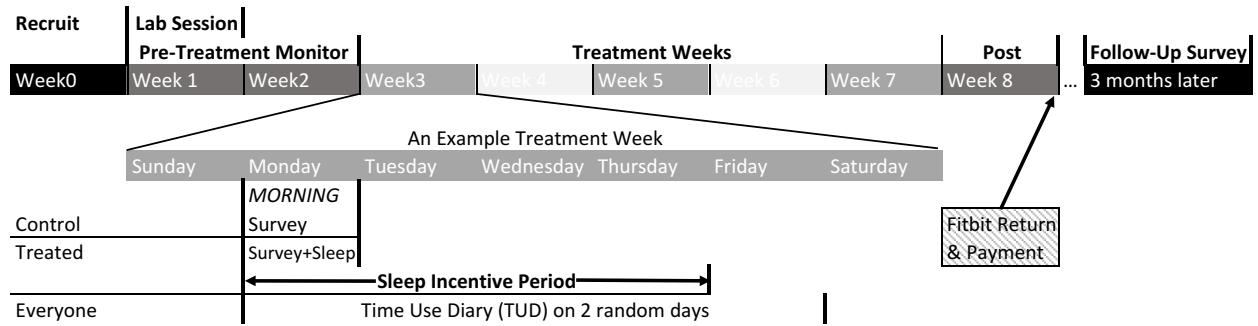 Recruit Lab Session
Pre-Treatment Monitor Treatment Weeks Post Follow-Up Survey
Week0 Week 1 Week2 Week3 Week 4 Week 5 Week 6 Week 7 Week 8 ... 3 months later
An Example Treatment Week
Sunday Monday Tuesday Wednesday Thursday Friday Saturday
MORNING
Control Survey Fitbit Return
Treated Survey+Sleep & Payment
Sleep Incentive Period
Everyone Time Use Diary (TUD) on 2 random days